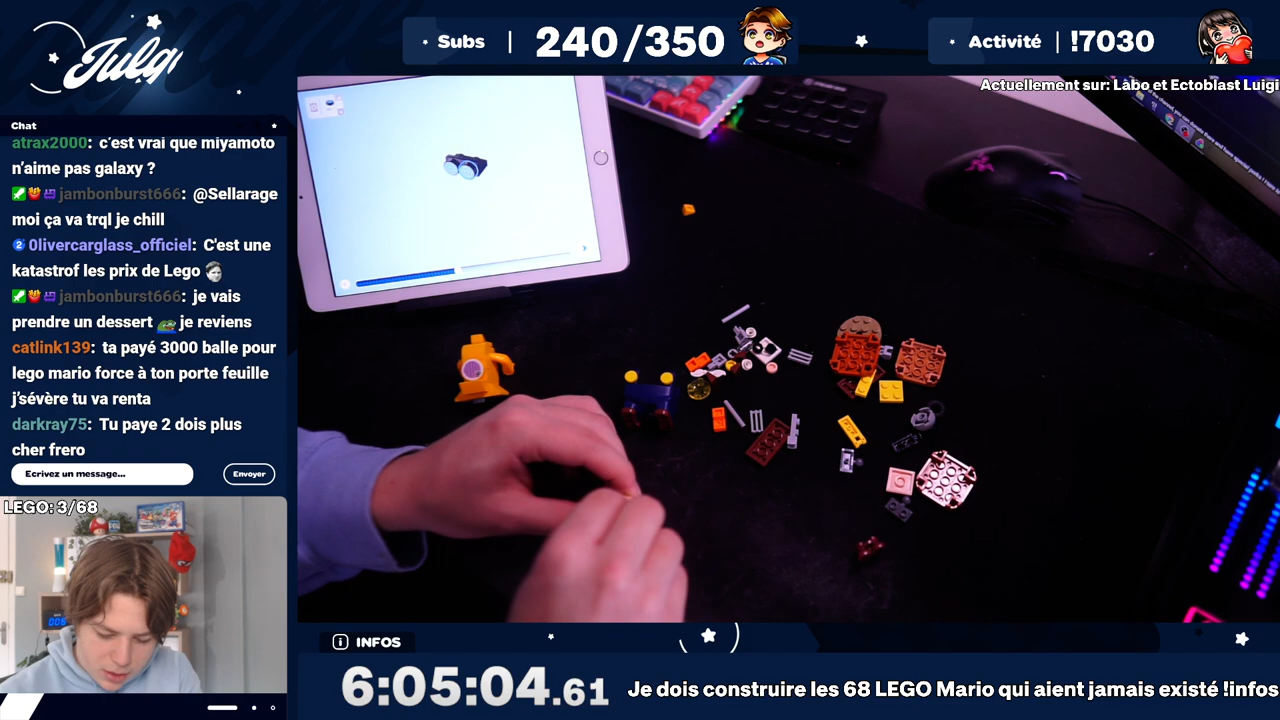 Julgi
Subs | 240/350
Activité | !7030
Actuellement sur: Labo et Ectoblast Luigi
Chat
atrax2000: c'est vrai que miyamoto
n'aime pas galaxy ?
jambonburst666: @Sellarage
moi ça va trql je chill
2 0livercarglass_officiel: C'est une
katastrof les prix de Lego
jambonburst666: je vais
prendre un dessert je reviens
catlink139: ta payé 3000 balle pour
lego mario force à ton porte feuille
j'sévère tu va renta
darkray75: Tu paye 2 dois plus
cher frero
Ecrivez un message...
Envoyer
LEGO: 3/68
i INFOS
6:05:04.61
Je dois construire les 68 LEGO Mario qui aient jamais existé !infos